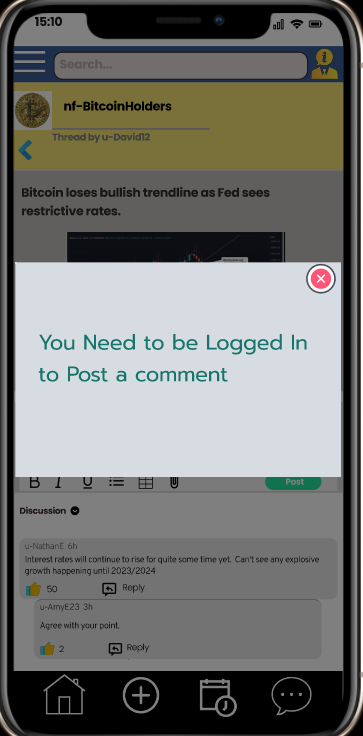 15:10
Search...
nf-BitcoinHolders
Thread by u-David12
Bitcoin loses bullish trendline as Fed sees
restrictive rates.
You Need to be Logged In
to Post a comment
B I U Post
Discussion
u-NathanE 6h
Interest rates will continue to rise for quite some time yet. Can't see any explosive
growth happening until 2023/2024
50 Reply
u-AmyE23 3h
Agree with your point.
2 Reply